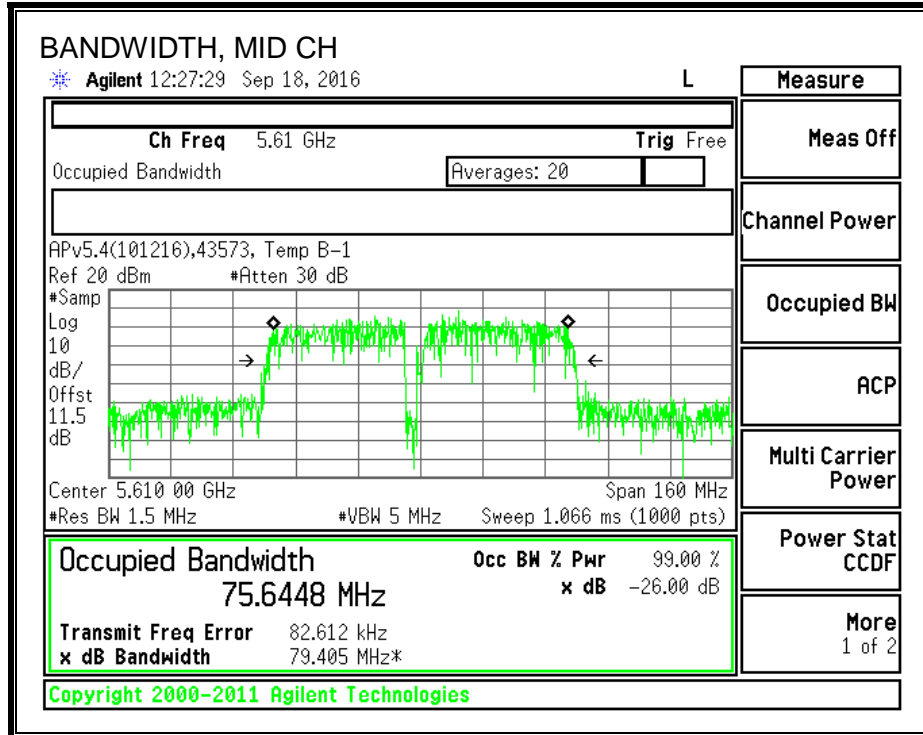 BANDWIDTH, MID CH
Agilent 12:27:29 Sep 18, 2016 L
Ch Freq 5.61 GHz Trig Free
Occupied Bandwidth Averages: 20
APv5.4(101216),43573, Temp B-1
Ref 20 dBm #Atten 30 dB
#Samp
Log
10
dB/
Offst
11.5
dB
Center 5.610 00 GHz Span 160 MHz
#Res BW 1.5 MHz #VBW 5 MHz Sweep 1.066 ms (1000 pts)
Occupied Bandwidth Occ BW % Pwr 99.00 %
75.6448 MHz x dB -26.00 dB
Transmit Freq Error 82.612 kHz
x dB Bandwidth 79.405 MHz*
Copyright 2000-2011 Agilent Technologies
Measure
Meas Off
Channel Power
Occupied BW
ACP
Multi Carrier
Power
Power Stat
CCDF
More
1 of 2